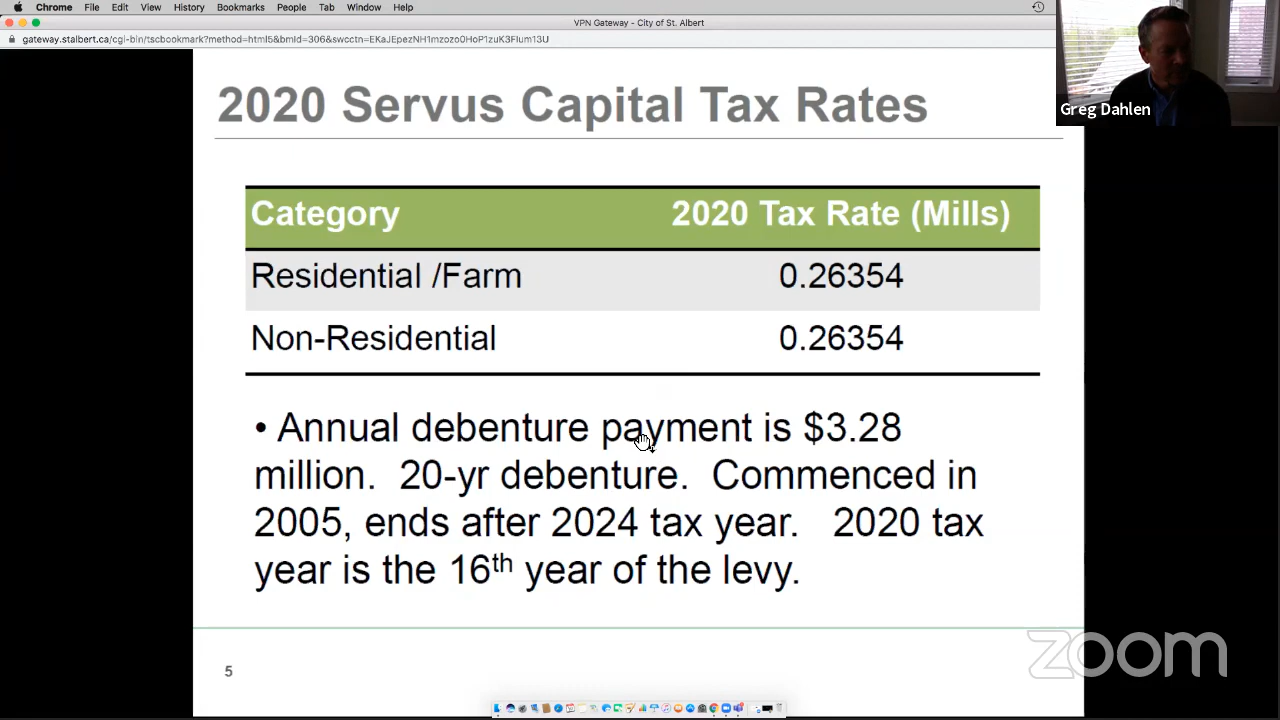 Chrome File Edit View History Bookmarks People Tab Window Help
VPN Gateway - City of St. Albert
2020 Servus Capital Tax Rates
Greg Dahlen
Category 2020 Tax Rate (Mills)
Residential /Farm 0.26354
Non-Residential 0.26354
• Annual debenture payment is $3.28
million. 20-yr debenture. Commenced in
2005, ends after 2024 tax year. 2020 tax
year is the 16th year of the levy.
zoom
5